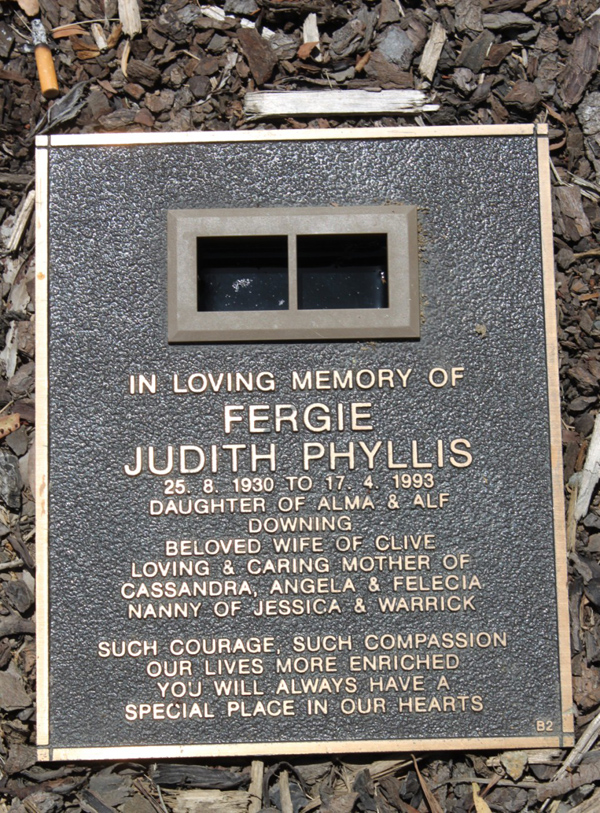 IN LOVING MEMORY OF
FERGIE
JUDITH PHYLLIS
25. 8. 1930 TO 17. 4. 1993
DAUGHTER OF ALMA & ALF
DOWNING
BELOVED WIFE OF CLIVE
LOVING & CARING MOTHER OF
CASSANDRA, ANGELA & FELECIA
NANNY OF JESSICA & WARRICK
SUCH COURAGE, SUCH COMPASSION
OUR LIVES MORE ENRICHED
YOU WILL ALWAYS HAVE A
SPECIAL PLACE IN OUR HEARTS
B2